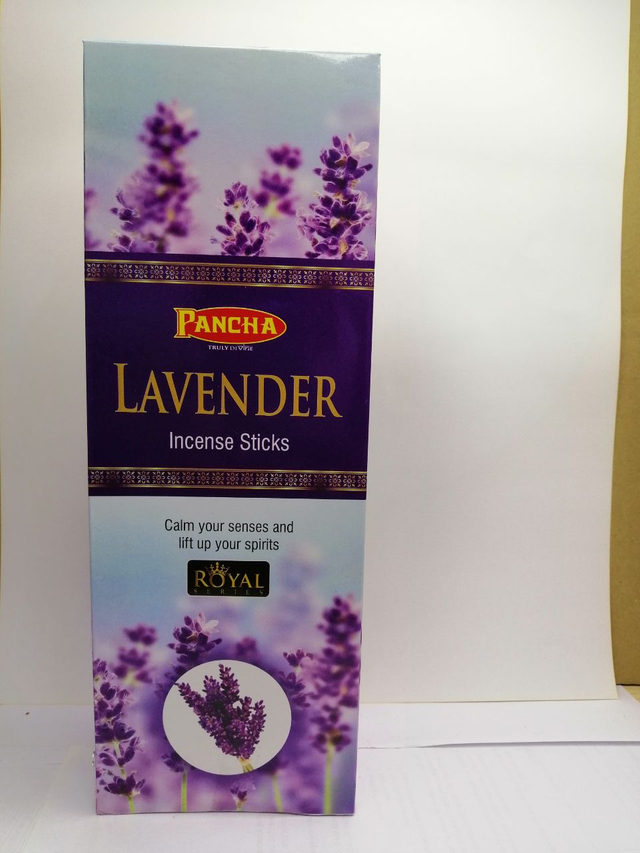 PANCHA
TRULY DIVINE
LAVENDER
Incense Sticks
Calm your senses and
lift up your spirits
ROYAL
SERIES